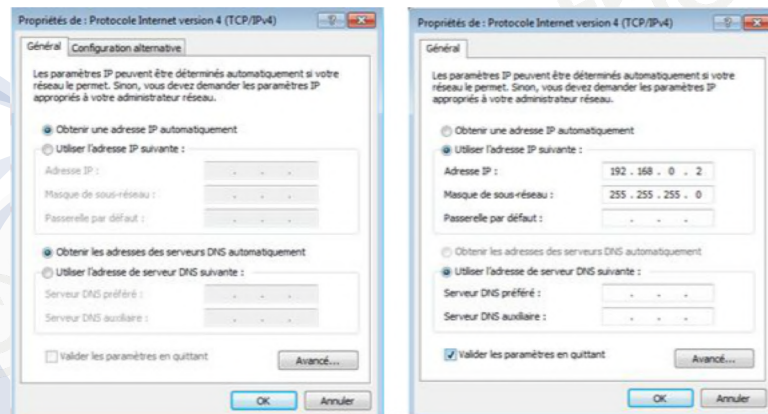 Propriétés de : Protocole Internet version 4 (TCP/IPv4)
Général
Configuration alternative
Les paramètres IP peuvent être déterminés automatiquement si votre
réseau le permet. Sinon, vous devez demander les paramètres IP
appropriés à votre administrateur réseau.
Obtenir une adresse IP automatiquement
Utiliser l'adresse IP suivante :
Adresse IP :
Masque de sous-réseau :
Passerelle par défaut :
Obtenir les adresses des serveurs DNS automatiquement
Utiliser l'adresse de serveur DNS suivante :
Serveur DNS préféré :
Serveur DNS auxiliaire :
Valider les paramètres en quittant
Avancé...
OK
Annuler
Propriétés de : Protocole Internet version 4 (TCP/IPv4)
Général
Les paramètres IP peuvent être déterminés automatiquement si votre
réseau le permet. Sinon, vous devez demander les paramètres IP
appropriés à votre administrateur réseau.
Obtenir une adresse IP automatiquement
Utiliser l'adresse IP suivante :
Adresse IP : 192 . 168 . 0 . 2
Masque de sous-réseau : 255 . 255 . 255 . 0
Passerelle par défaut : . . .
Obtenir les adresses des serveurs DNS automatiquement
Utiliser l'adresse de serveur DNS suivante :
Serveur DNS préféré : . . .
Serveur DNS auxiliaire : . . .
Valider les paramètres en quittant
Avancé...
OK
Annuler